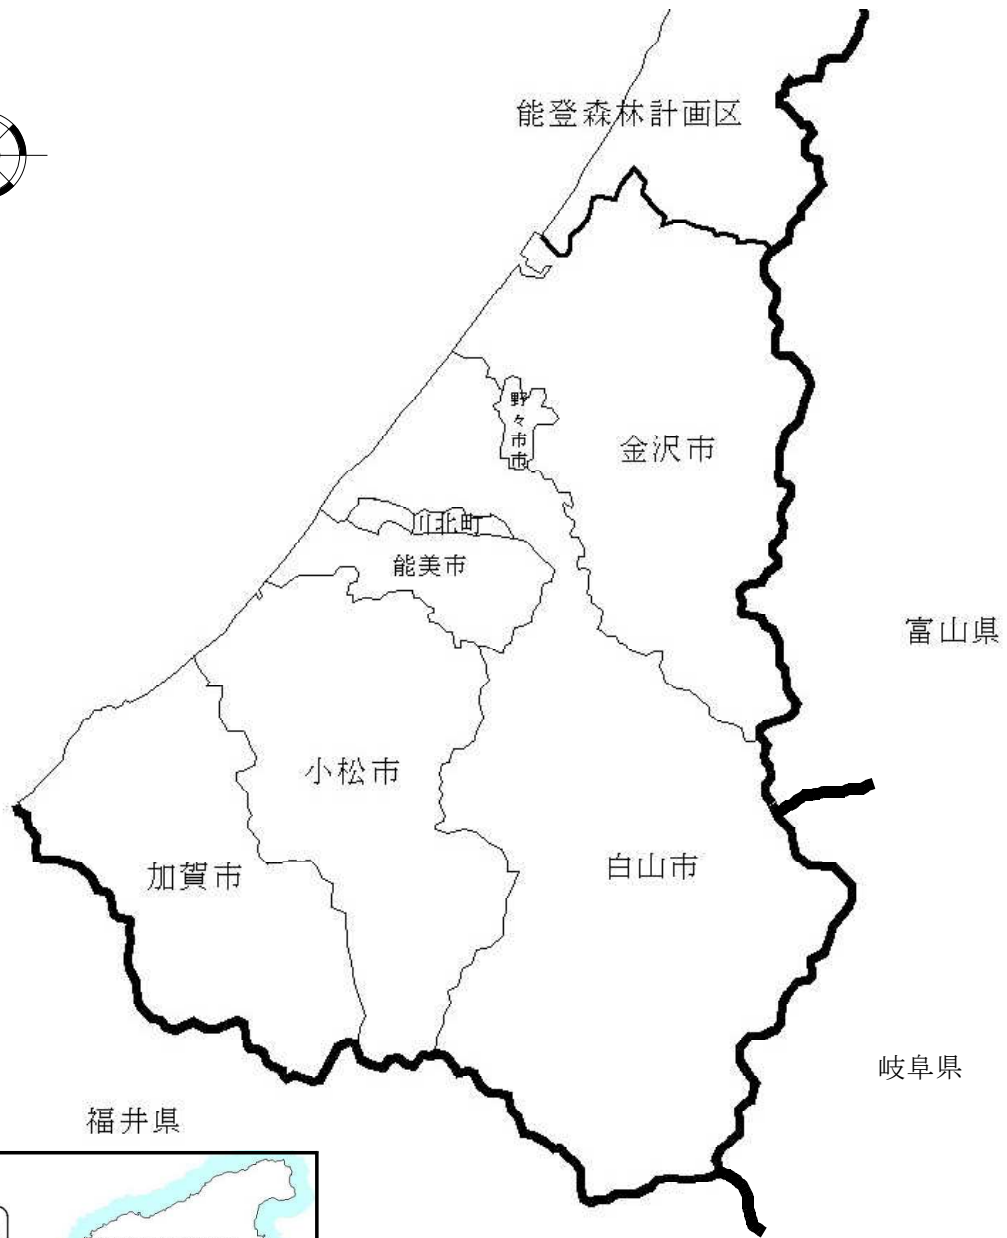 能登森林計画区
野々市市
金沢市
川北町
能美市
富山県
小松市
白山市
加賀市
岐阜県
福井県